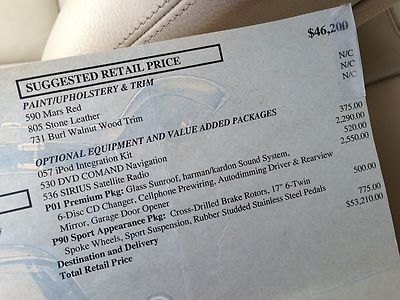 SUGGESTED RETAIL PRICE $46,200
PAINT/UPHOLSTERY & TRIM
590 Mars Red N/C
805 Stone Leather N/C
731 Burl Walnut Wood Trim N/C
OPTIONAL EQUIPMENT AND VALUE ADDED PACKAGES
057 iPod Integration Kit 375.00
530 DVD COMAND Navigation 2,290.00
536 SIRIUS Satellite Radio 520.00
P01 Premium Pkg: Glass Sunroof, harman/kardon Sound System, 2,550.00
6-Disc CD Changer, Cellphone Prewiring, Autodimming Driver & Rearview
Mirror, Garage Door Opener
P90 Sport Appearance Pkg: Cross-Drilled Brake Rotors, 17" 6-Twin 500.00
Spoke Wheels, Sport Suspension, Rubber Studded Stainless Steel Pedals
Destination and Delivery 775.00
Total Retail Price $53,210.00